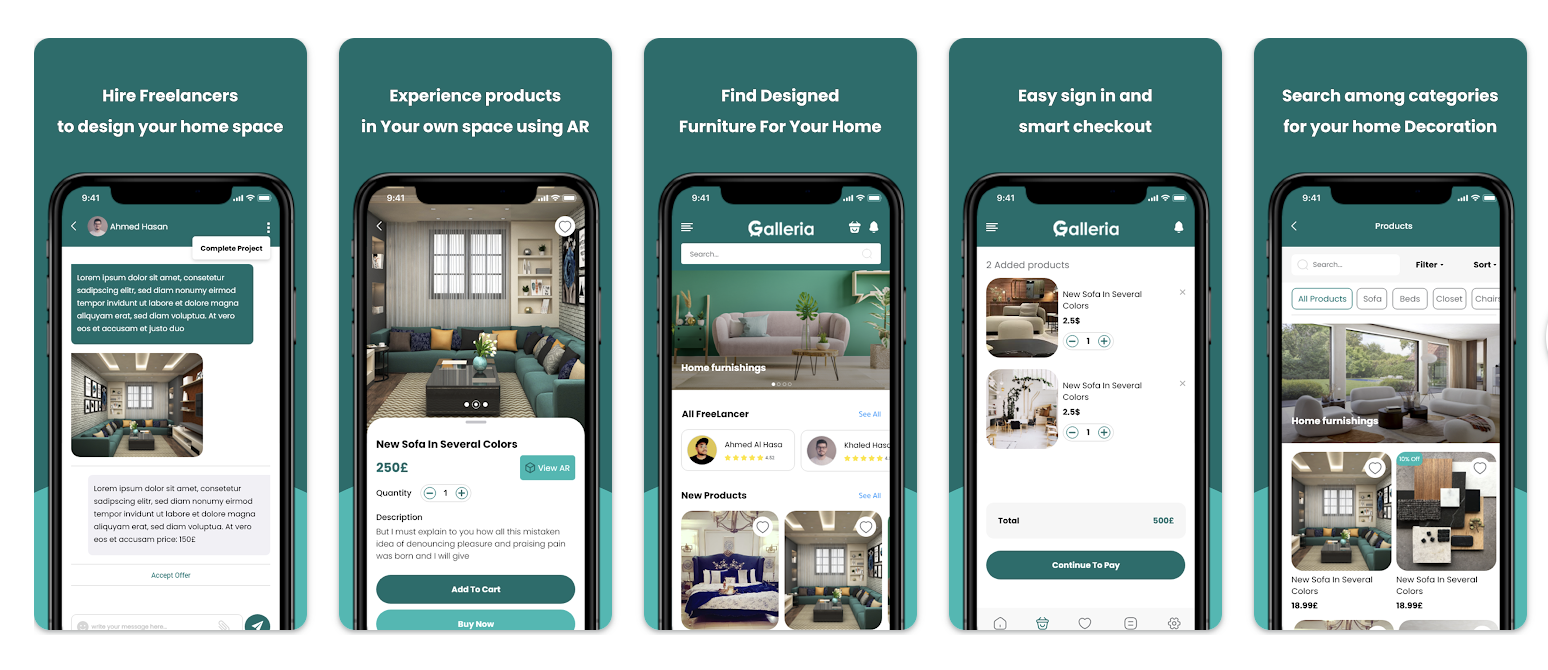 Hire Freelancers
to design your home space
9:41
Ahmed Hasan
Complete Project
Lorem ipsum dolor sit amet, consetetur
sadipscing elitr, sed diam nonumy eirmod
tempor invidunt ut labore et dolore magna
aliquyam erat, sed diam voluptua. At vero
eos et accusam et justo duo
Lorem ipsum dolor sit amet, consetetur
sadipscing elitr, sed diam nonumy eirmod
tempor invidunt ut labore et dolore magna
aliquyam erat, sed diam voluptua. At vero
eos et accusam price: 150£
Accept Offer
write your message here...
Experience products
in Your own space using AR
9:41
New Sofa In Several Colors
250£
View AR
Quantity
1
Description
But I must explain to you how all this mistaken
idea of denouncing pleasure and praising pain
was born and I will give
Add To Cart
Buy Now
Find Designed
Furniture For Your Home
9:41
Galleria
Search...
Home furnishings
All FreeLancer
See All
Ahmed Al Hasa
4.52
Khaled Hasa
4.
New Products
See All
Easy sign in and
smart checkout
9:41
Galleria
2 Added products
New Sofa In Several
Colors
2.5$
1
New Sofa In Several
Colors
2.5$
1
Total
500£
Continue To Pay
Search among categories
for your home Decoration
9:41
Products
Search...
Filter
Sort
All Products
Sofa
Beds
Closet
Chairs
Home furnishings
10% Off
New Sofa In Several
Colors
18.99£
New Sofa In Several
Colors
18.99£